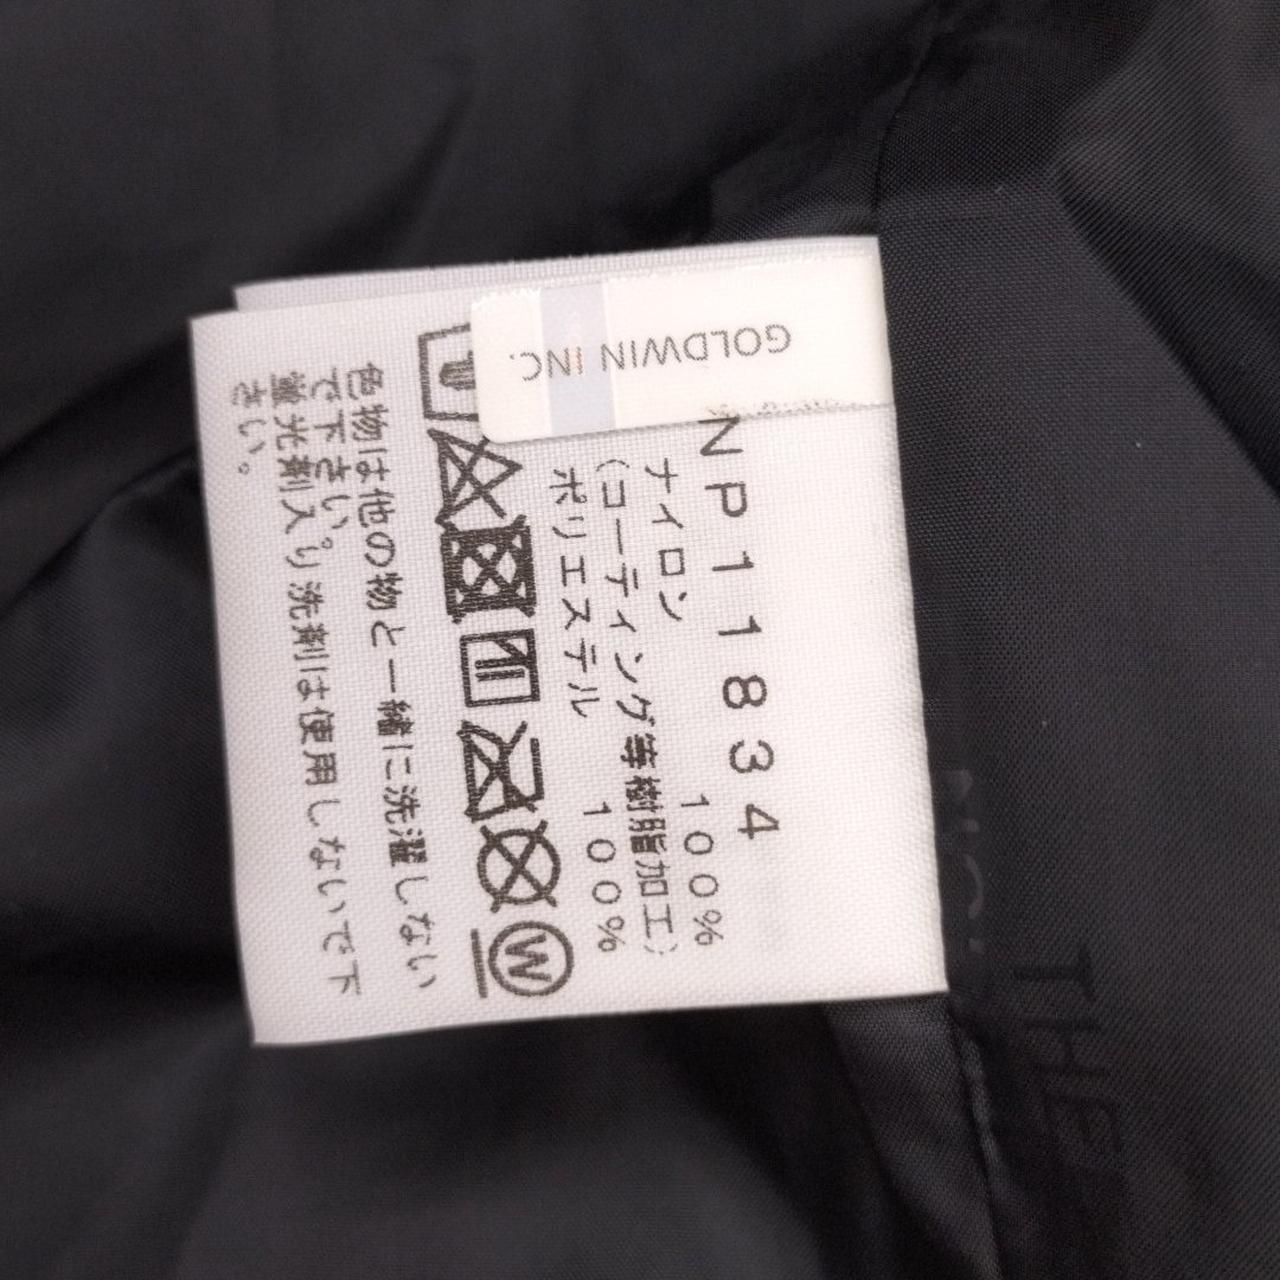 GOLDWIN INC.
NP11834
ナイロン 100%
(コーティング等樹脂加工)
ポリエステル 100%
W
色物は他の物と一緒に洗濯しない
で下さい。
蛍光剤入り洗剤は使用しないで下
さい。
THE